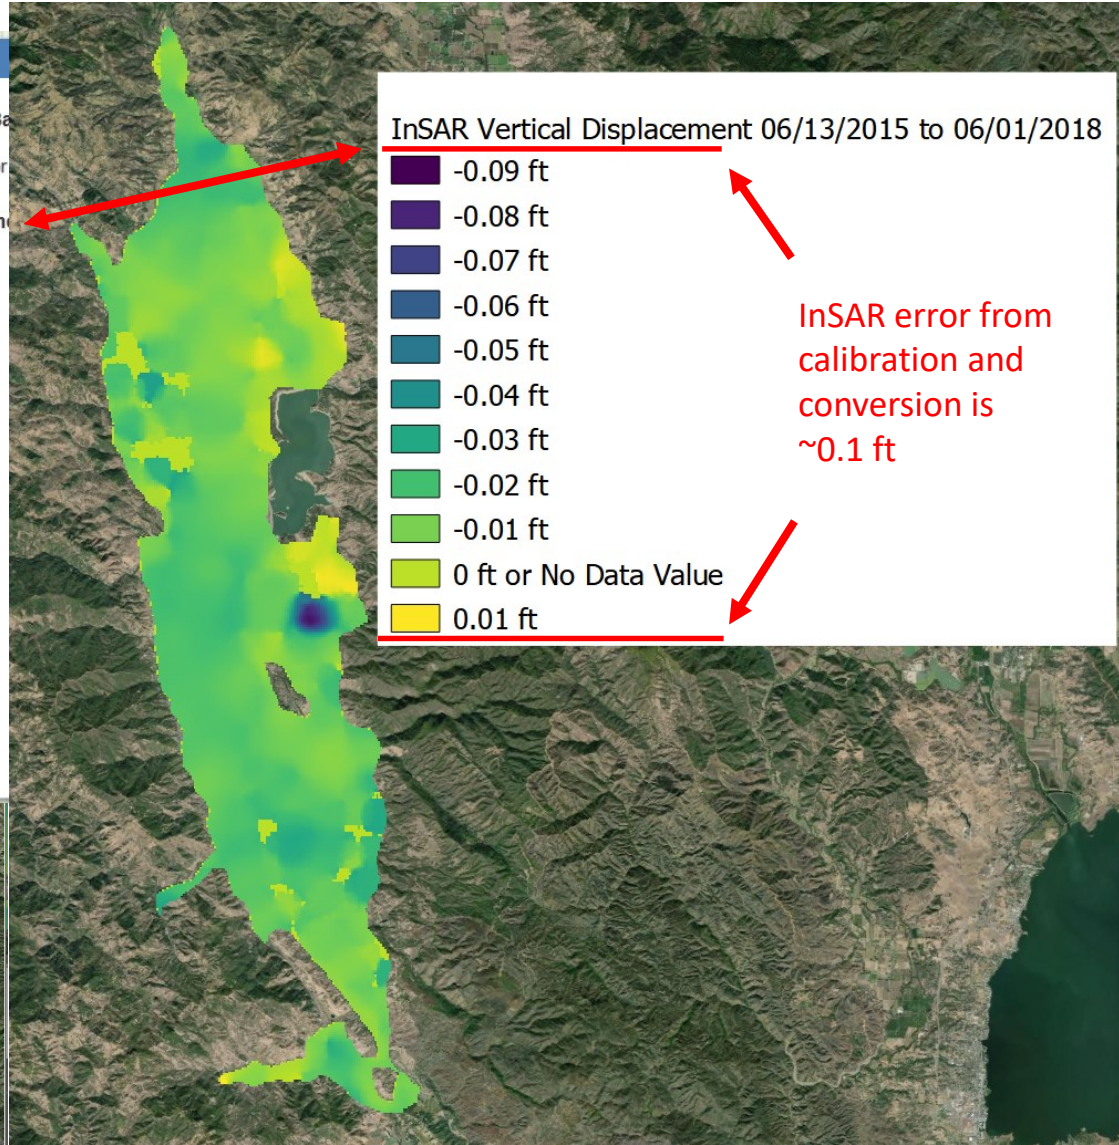 InSAR Vertical Displacement 06/13/2015 to 06/01/2018
-0.09 ft
-0.08 ft
-0.07 ft
-0.06 ft
-0.05 ft
-0.04 ft
-0.03 ft
-0.02 ft
-0.01 ft
0 ft or No Data Value
0.01 ft
InSAR error from
calibration and
conversion is
~0.1 ft